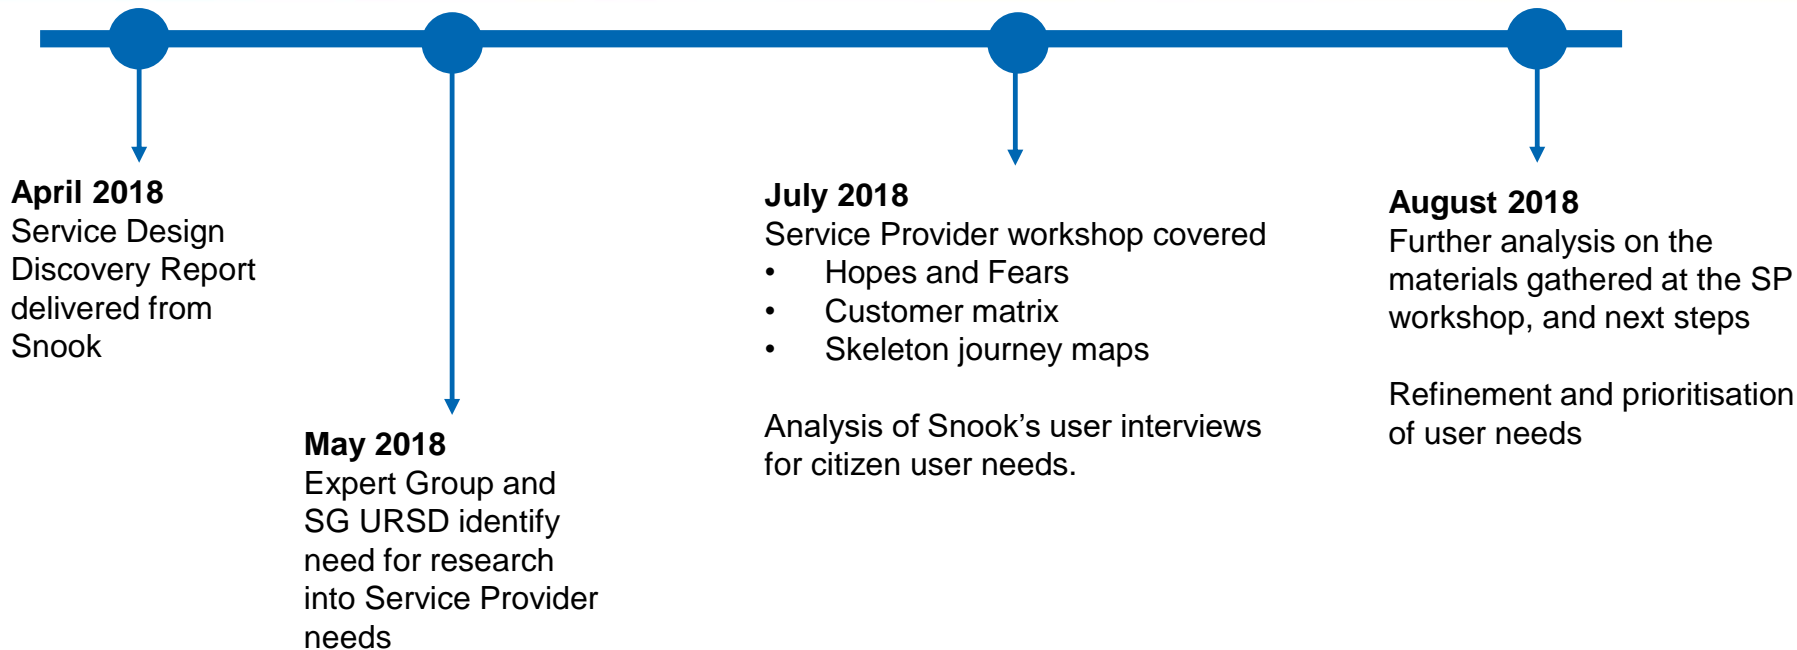 April 2018
Service Design
Discovery Report
delivered from
Snook
May 2018
Expert Group and
SG URSD identify
need for research
into Service Provider
needs
July 2018
Service Provider workshop covered
• Hopes and Fears
• Customer matrix
• Skeleton journey maps
Analysis of Snook’s user interviews
for citizen user needs.
August 2018
Further analysis on the
materials gathered at the SP
workshop, and next steps
Refinement and prioritisation
of user needs